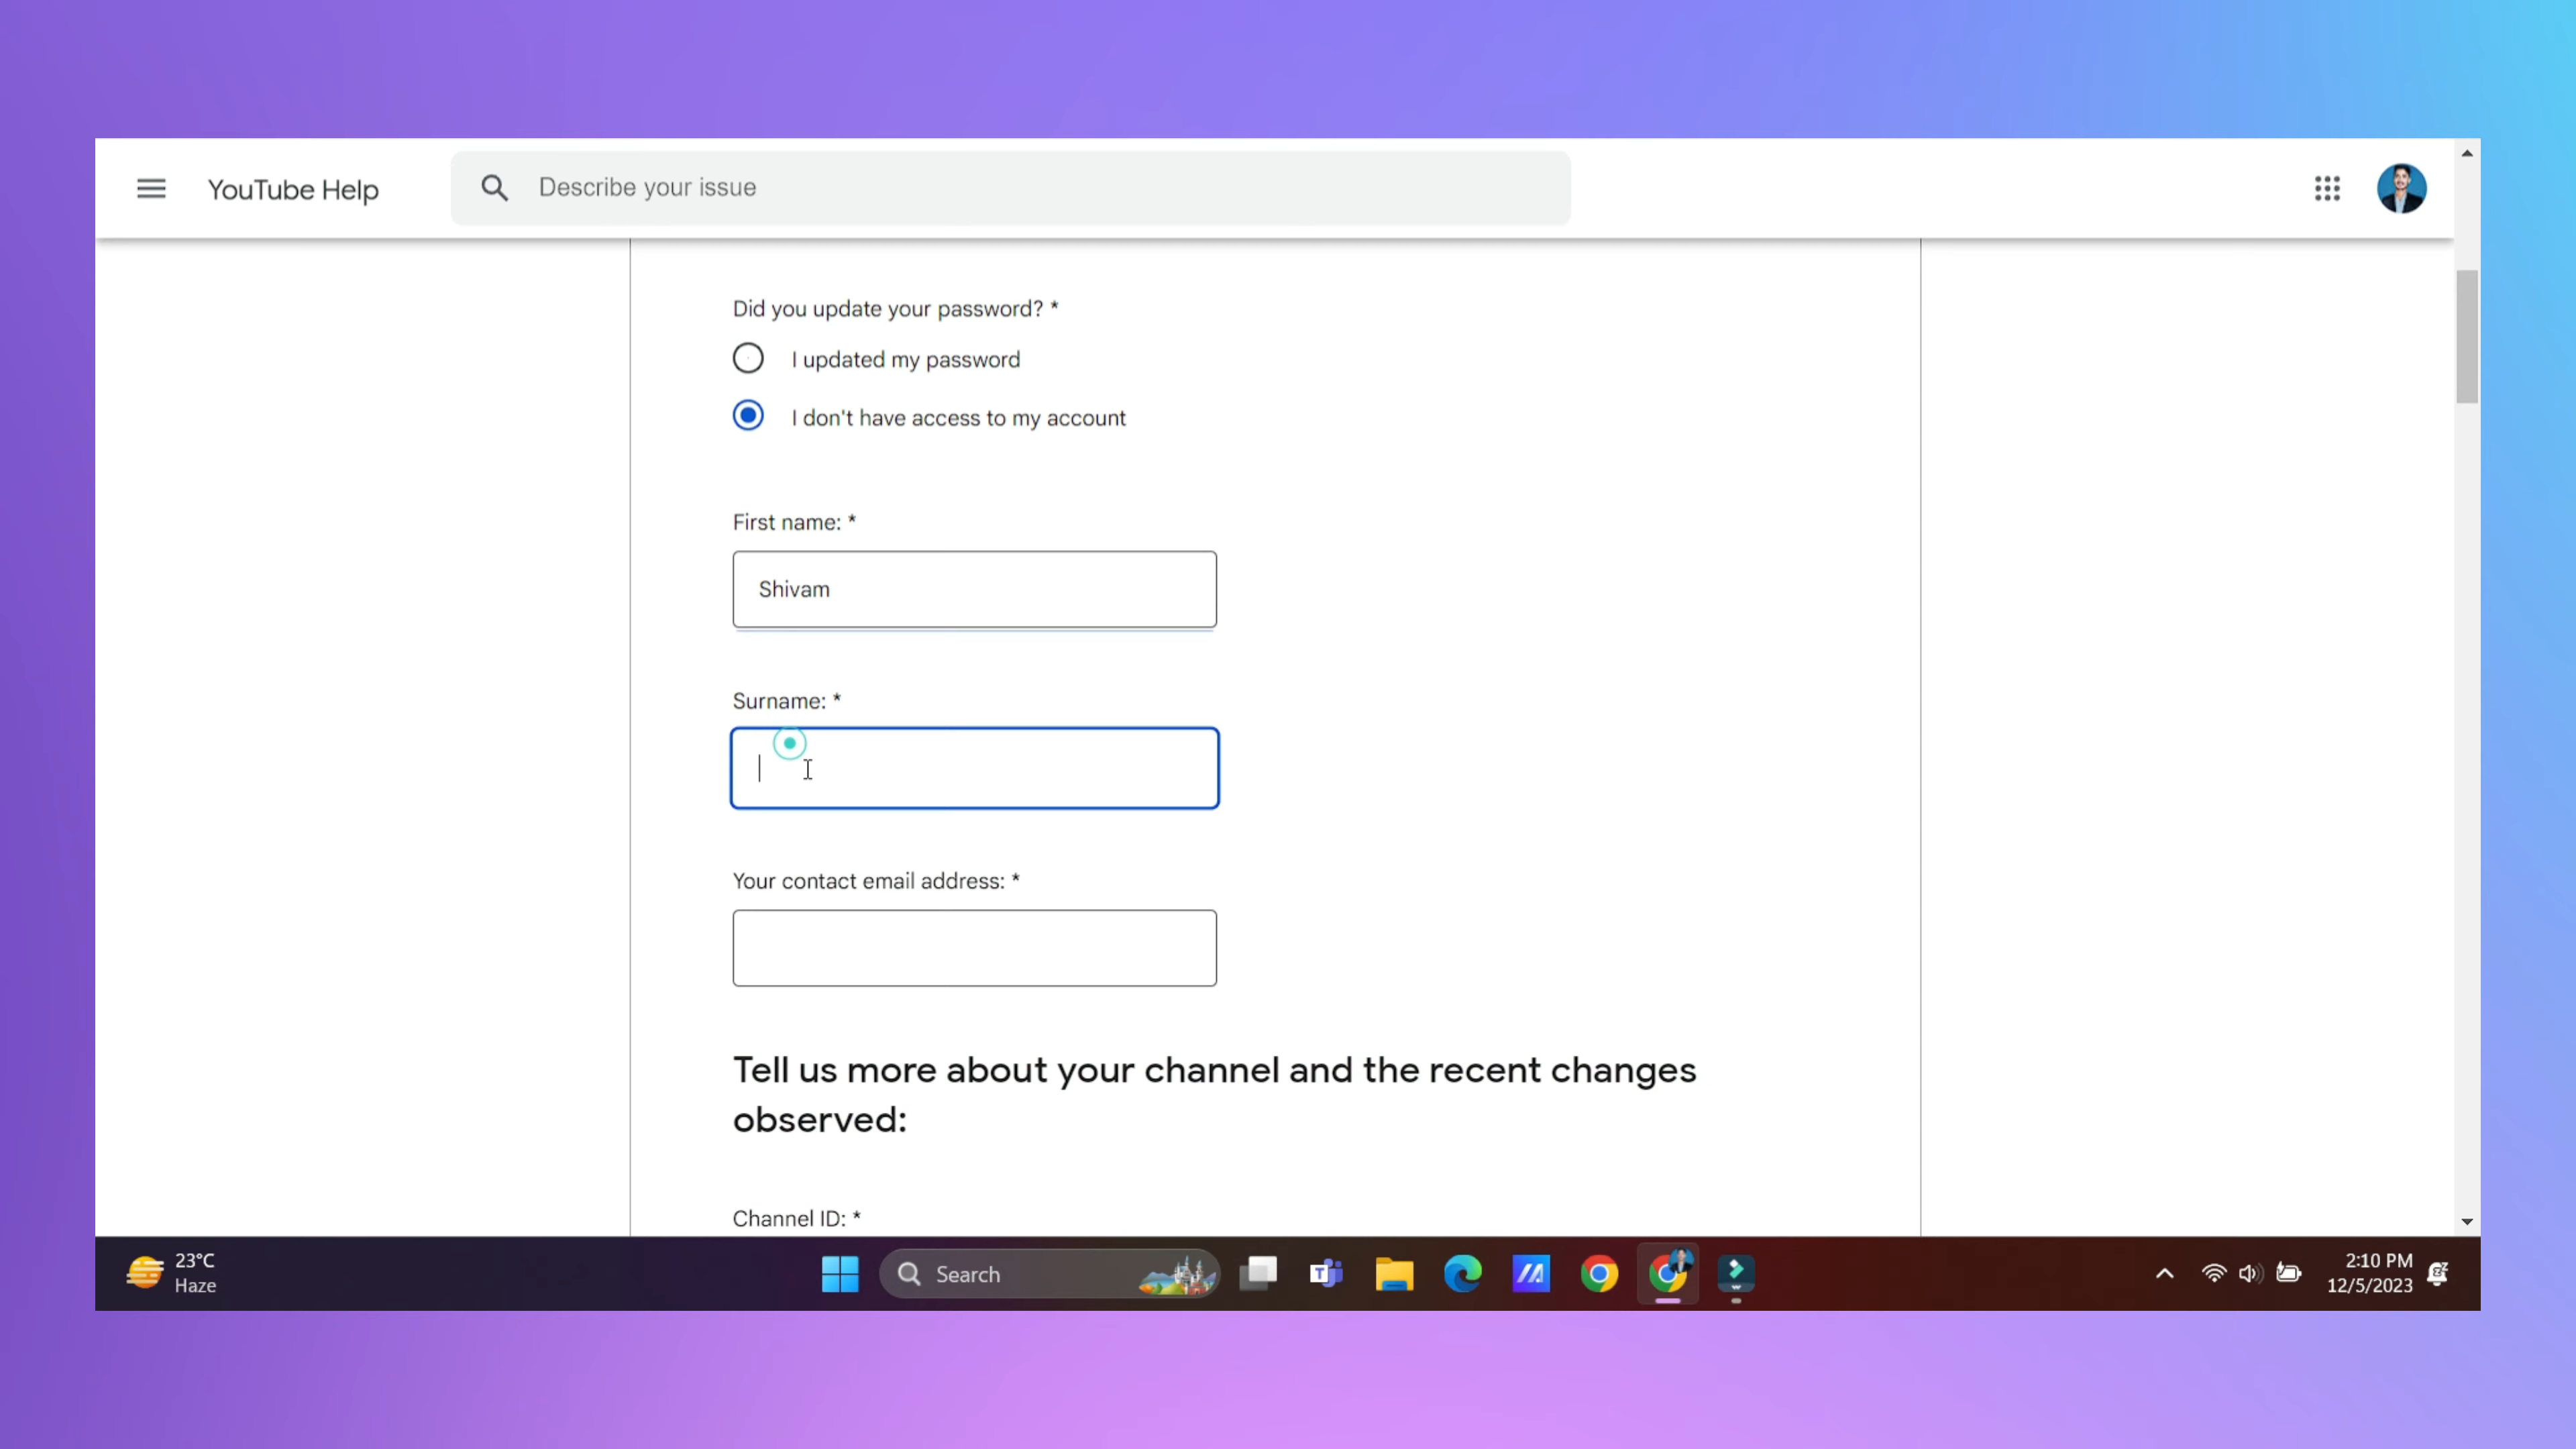 YouTube Help
Describe your issue
Did you update your password? *
I updated my password
I don't have access to my account
First name: *
Shivam
Surname: *
Your contact email address: *
Tell us more about your channel and the recent changes
observed:
Channel ID: *
23°C
Haze
Search
2:10 PM
12/5/2023